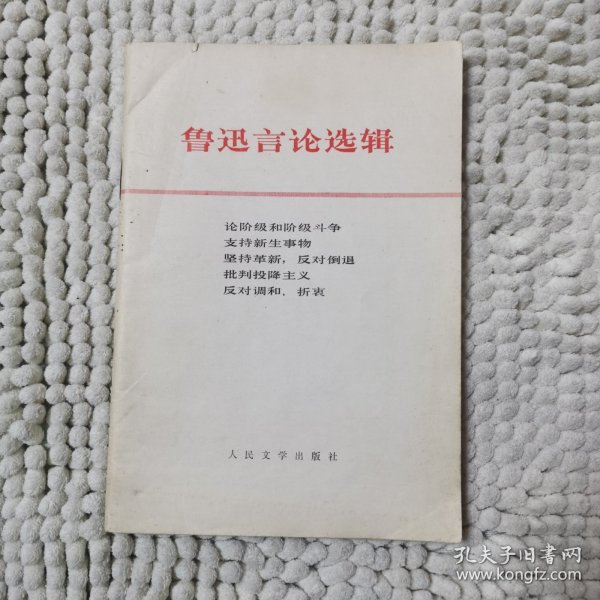 鲁迅言论选辑
论阶级和阶级斗争
支持新生事物
坚持革新，反对倒退
批判投降主义
反对调和、折衷
人民文学出版社
孔夫子旧书网
www.kongfz.com